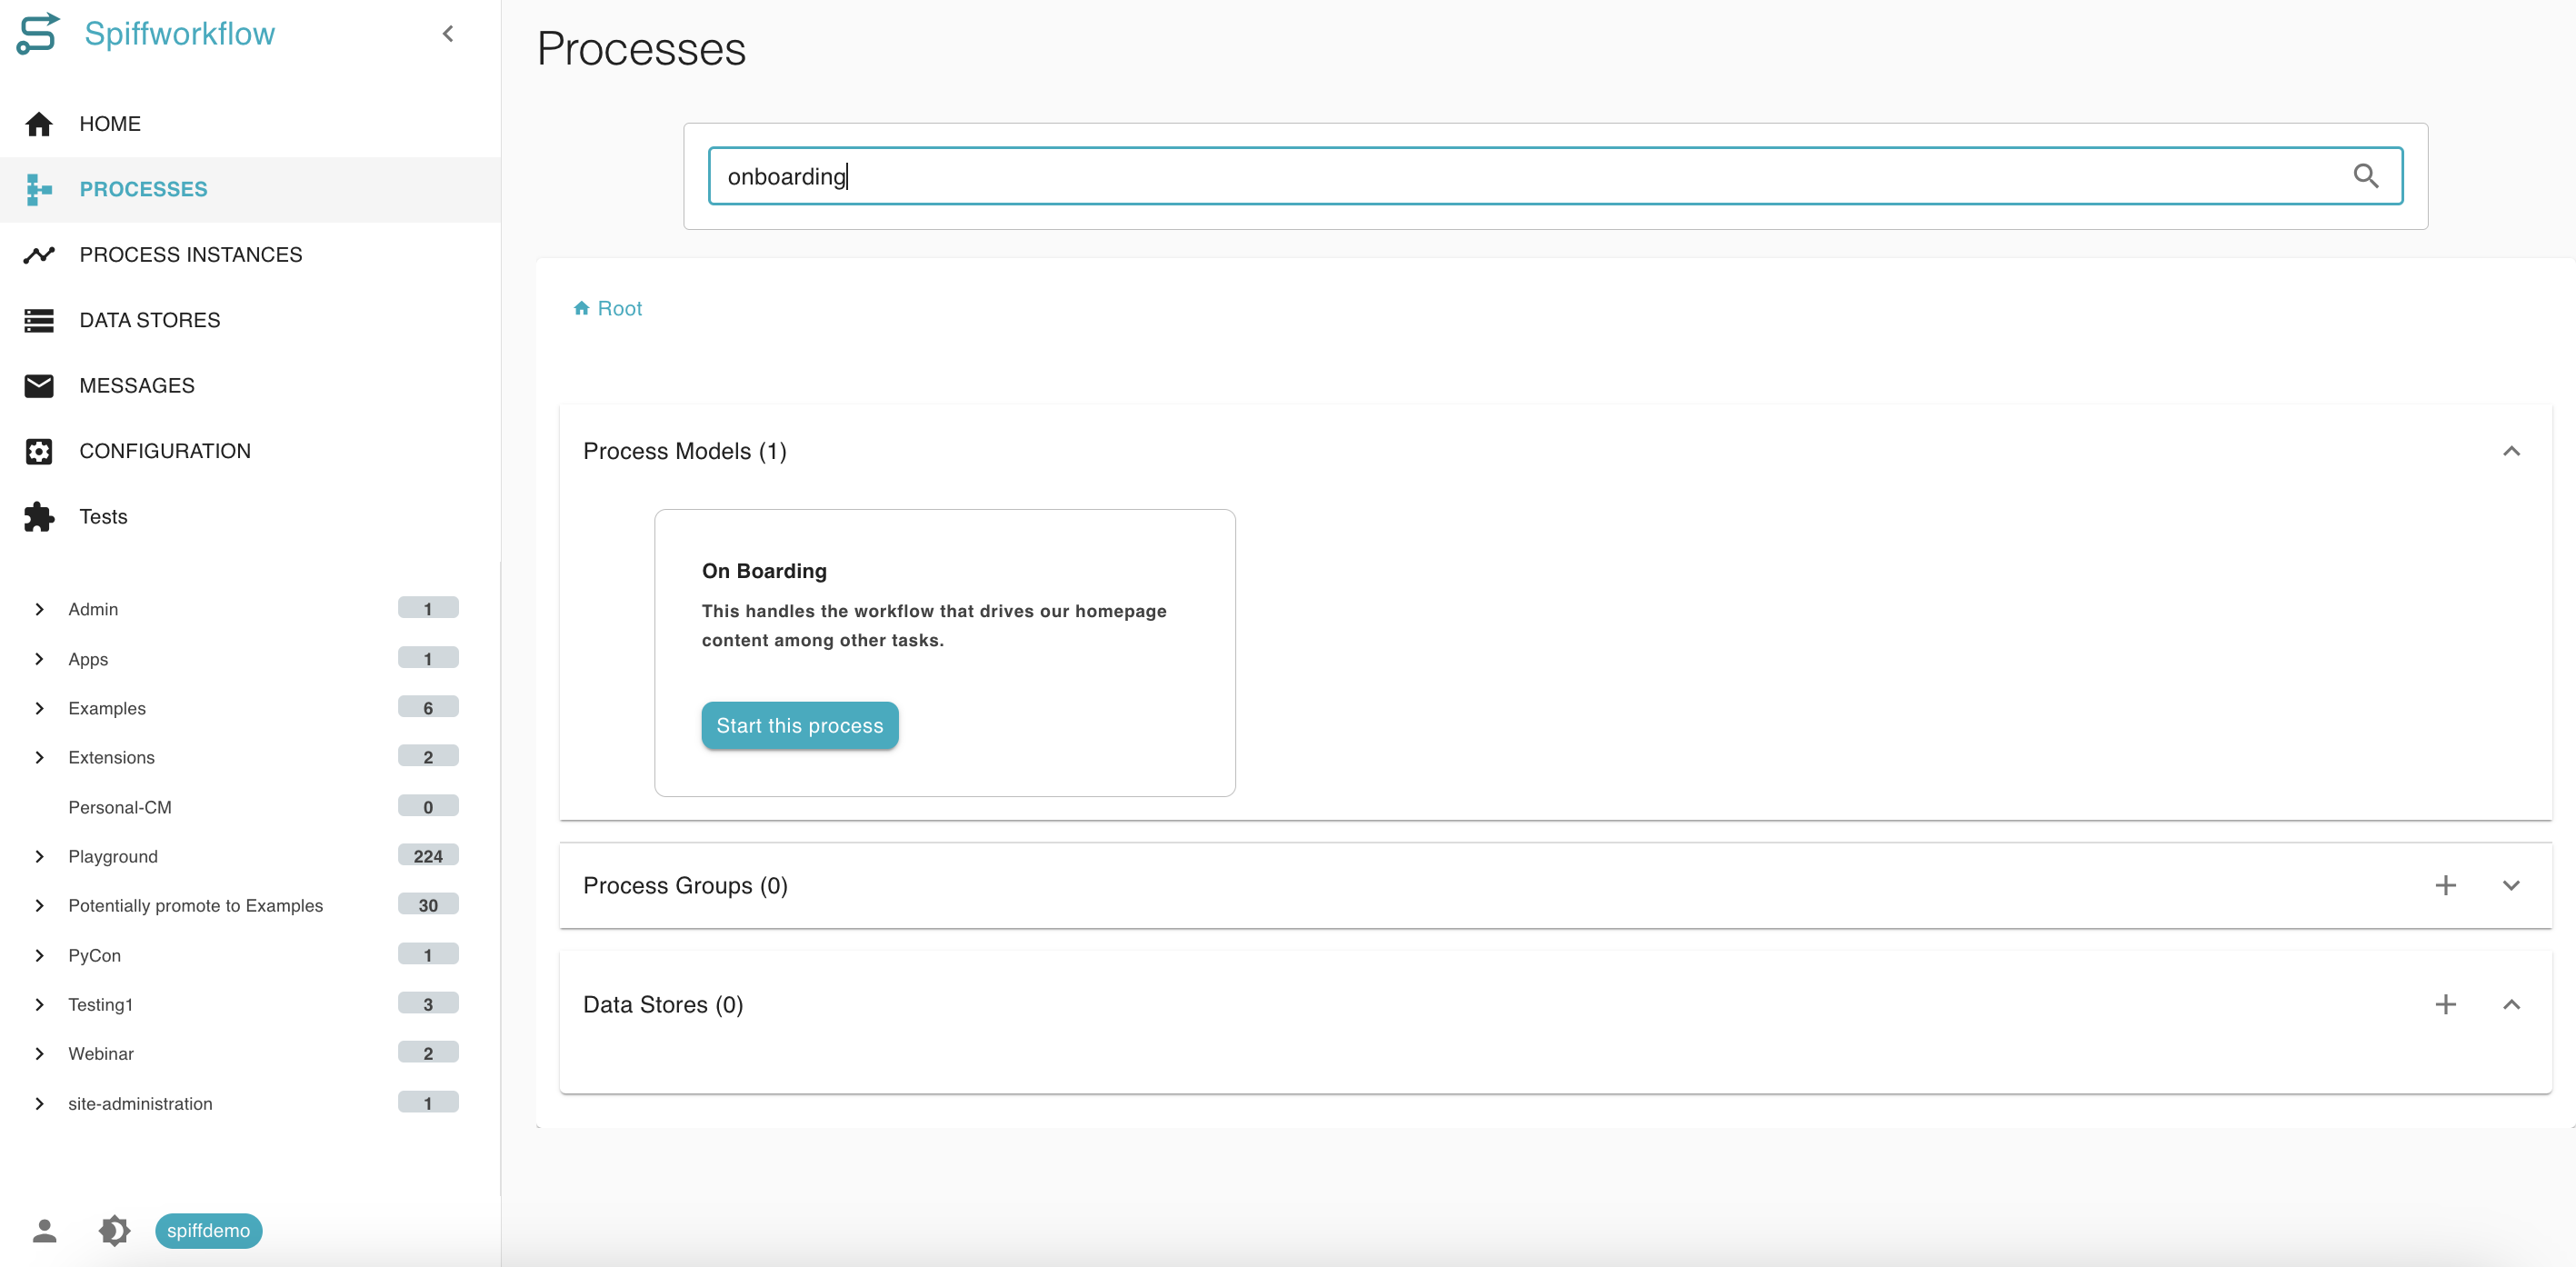 Spiffworkflow
HOME
PROCESSES
PROCESS INSTANCES
DATA STORES
MESSAGES
CONFIGURATION
Tests
Admin 1
Apps 1
Examples 6
Extensions 2
Personal-CM 0
Playground 224
Potentially promote to Examples 30
PyCon 1
Testing1 3
Webinar 2
site-administration 1
spiffdemo
Processes
onboarding
Root
Process Models (1)
On Boarding
This handles the workflow that drives our homepage
content among other tasks.
Start this process
Process Groups (0)
Data Stores (0)